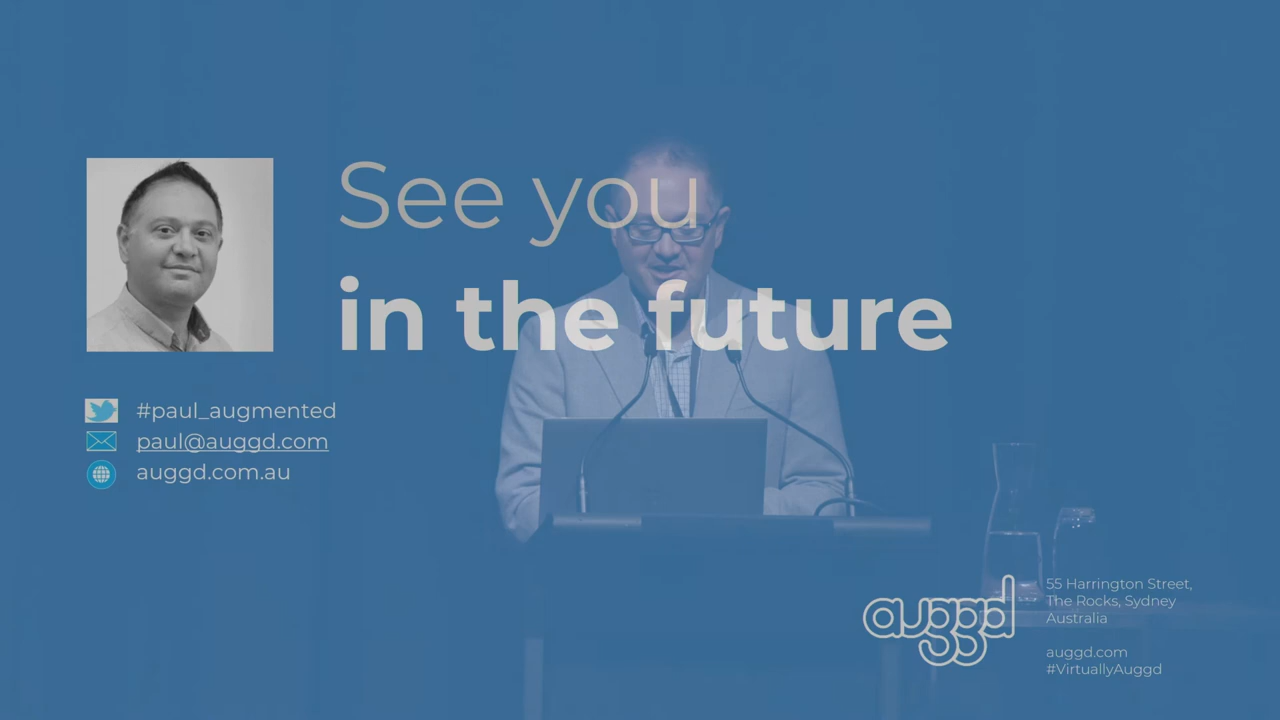 See you
in the future
#paul_augmented
paul@auggd.com
auggd.com.au
auggd
55 Harrington Street,
The Rocks, Sydney
Australia
auggd.com
#VirtuallyAuggd